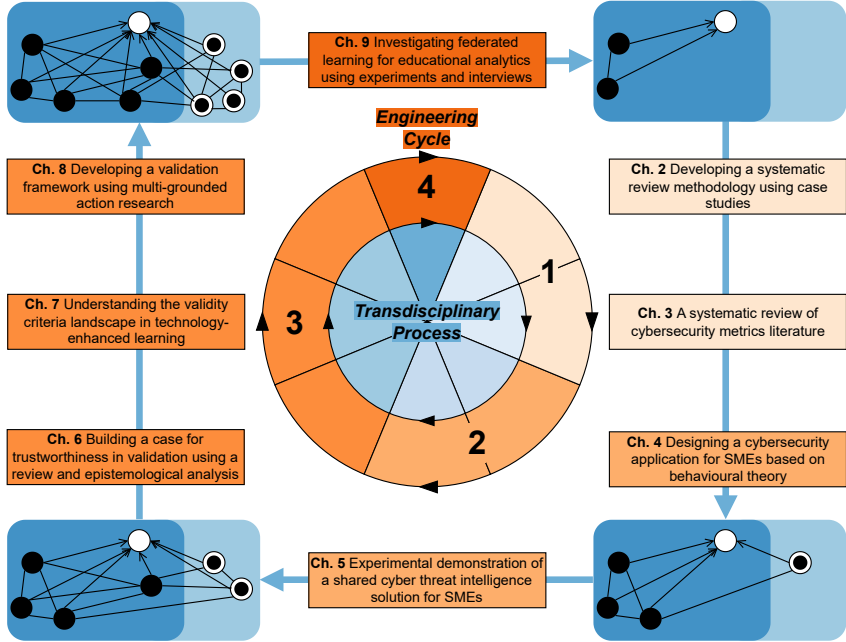 Ch. 9 Investigating federated
learning for educational analytics
using experiments and interviews
Engineering
Cycle
Ch. 8 Developing a validation
framework using multi-grounded
action research
4
Ch. 2 Developing a systematic
review methodology using case
studies
1
Ch. 7 Understanding the validity
criteria landscape in technology-
enhanced learning
3
Transdisciplinary
Process
Ch. 3 A systematic review of
cybersecurity metrics literature
Ch. 6 Building a case for
trustworthiness in validation using a
review and epistemological analysis
2
Ch. 4 Designing a cybersecurity
application for SMEs based on
behavioural theory
Ch. 5 Experimental demonstration of
a shared cyber threat intelligence
solution for SMEs